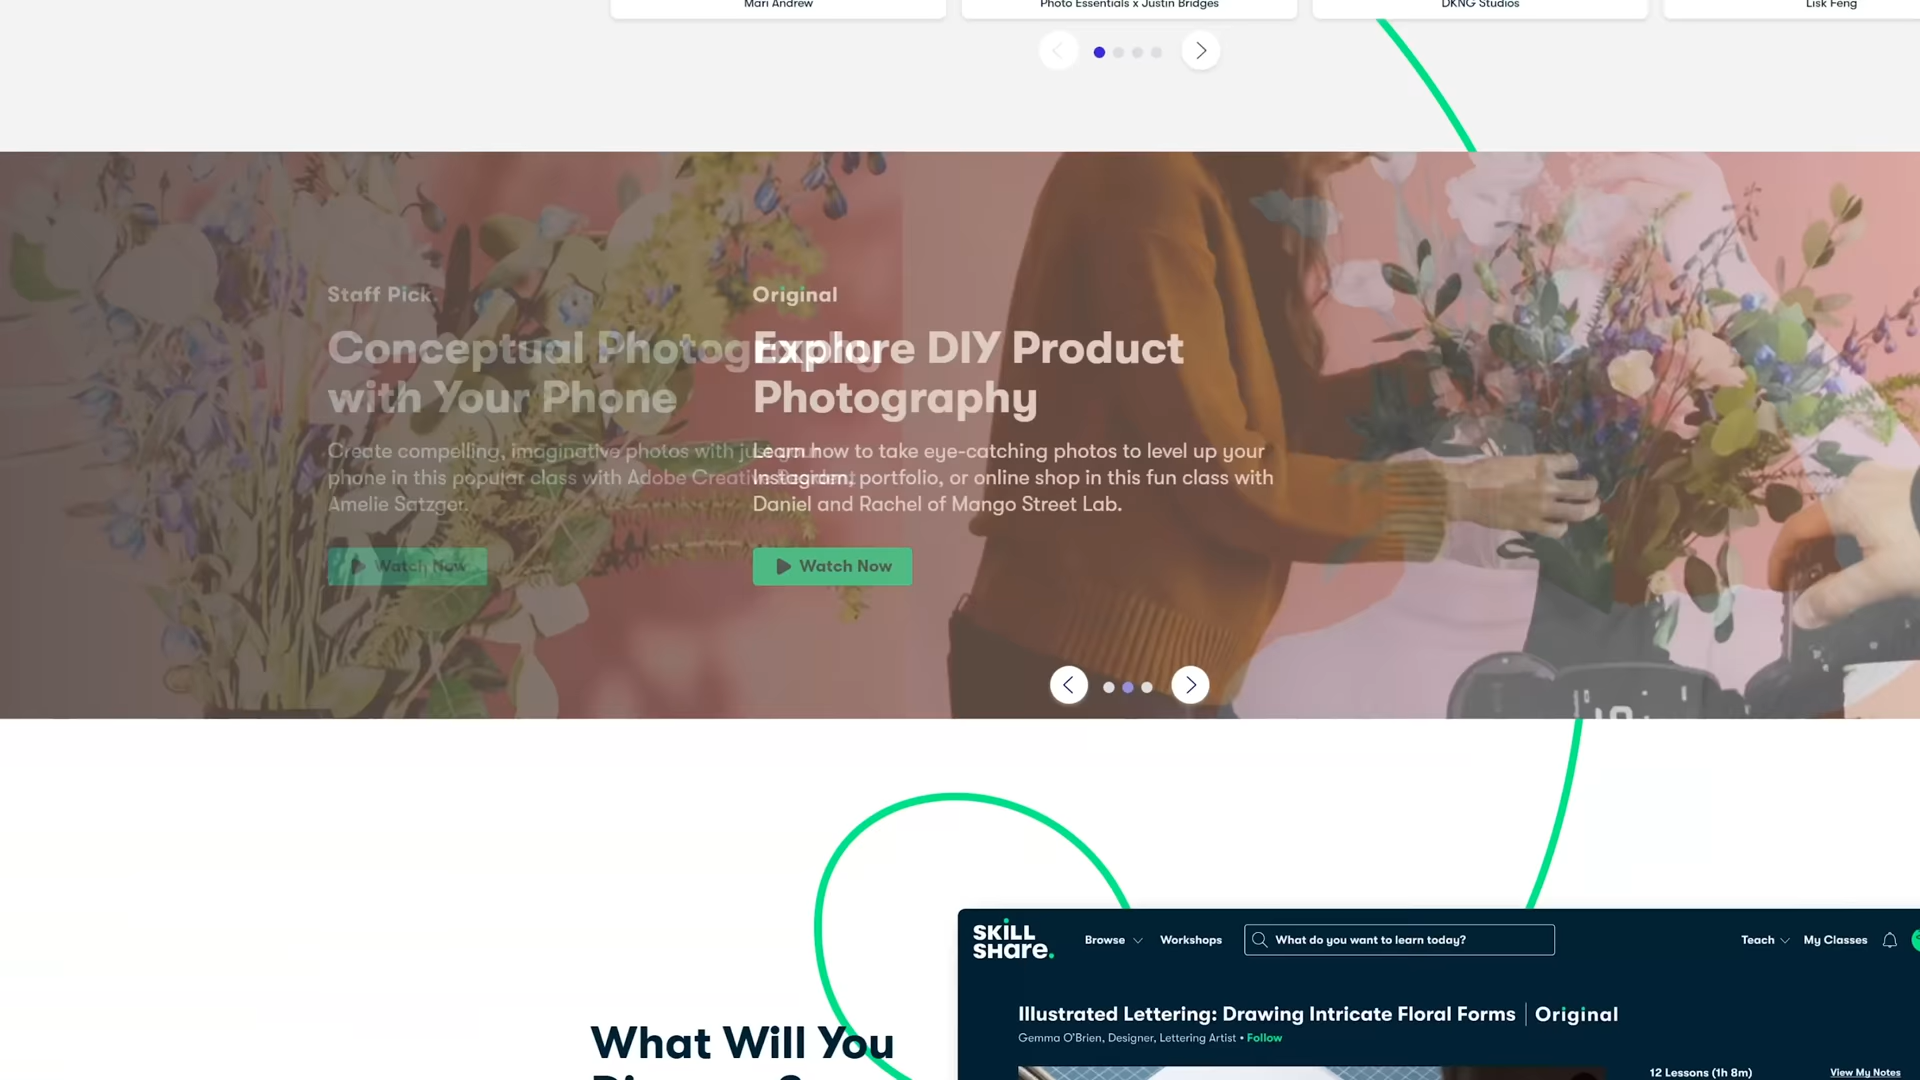 Mari Andrew
Photo Essentials x Justin Bridges
DKNG Studios
Lisk Feng
Staff Pick.
Conceptual Photography
with Your Phone
Create compelling, imaginative photos with just your
phone in this popular class with Adobe Creative Resident
Amelie Satzger.
Watch Now
Original
Explore DIY Product
Photography
Learn how to take eye-catching photos to level up your
Instagram, portfolio, or online shop in this fun class with
Daniel and Rachel of Mango Street Lab.
Watch Now
SKILL
SHare.
Browse
Workshops
What do you want to learn today?
Teach
My Classes
Illustrated Lettering: Drawing Intricate Floral Forms | Original
Gemma O'Brien, Designer, Lettering Artist • Follow
12 Lessons (1h 8m)
View My Notes
What Will You